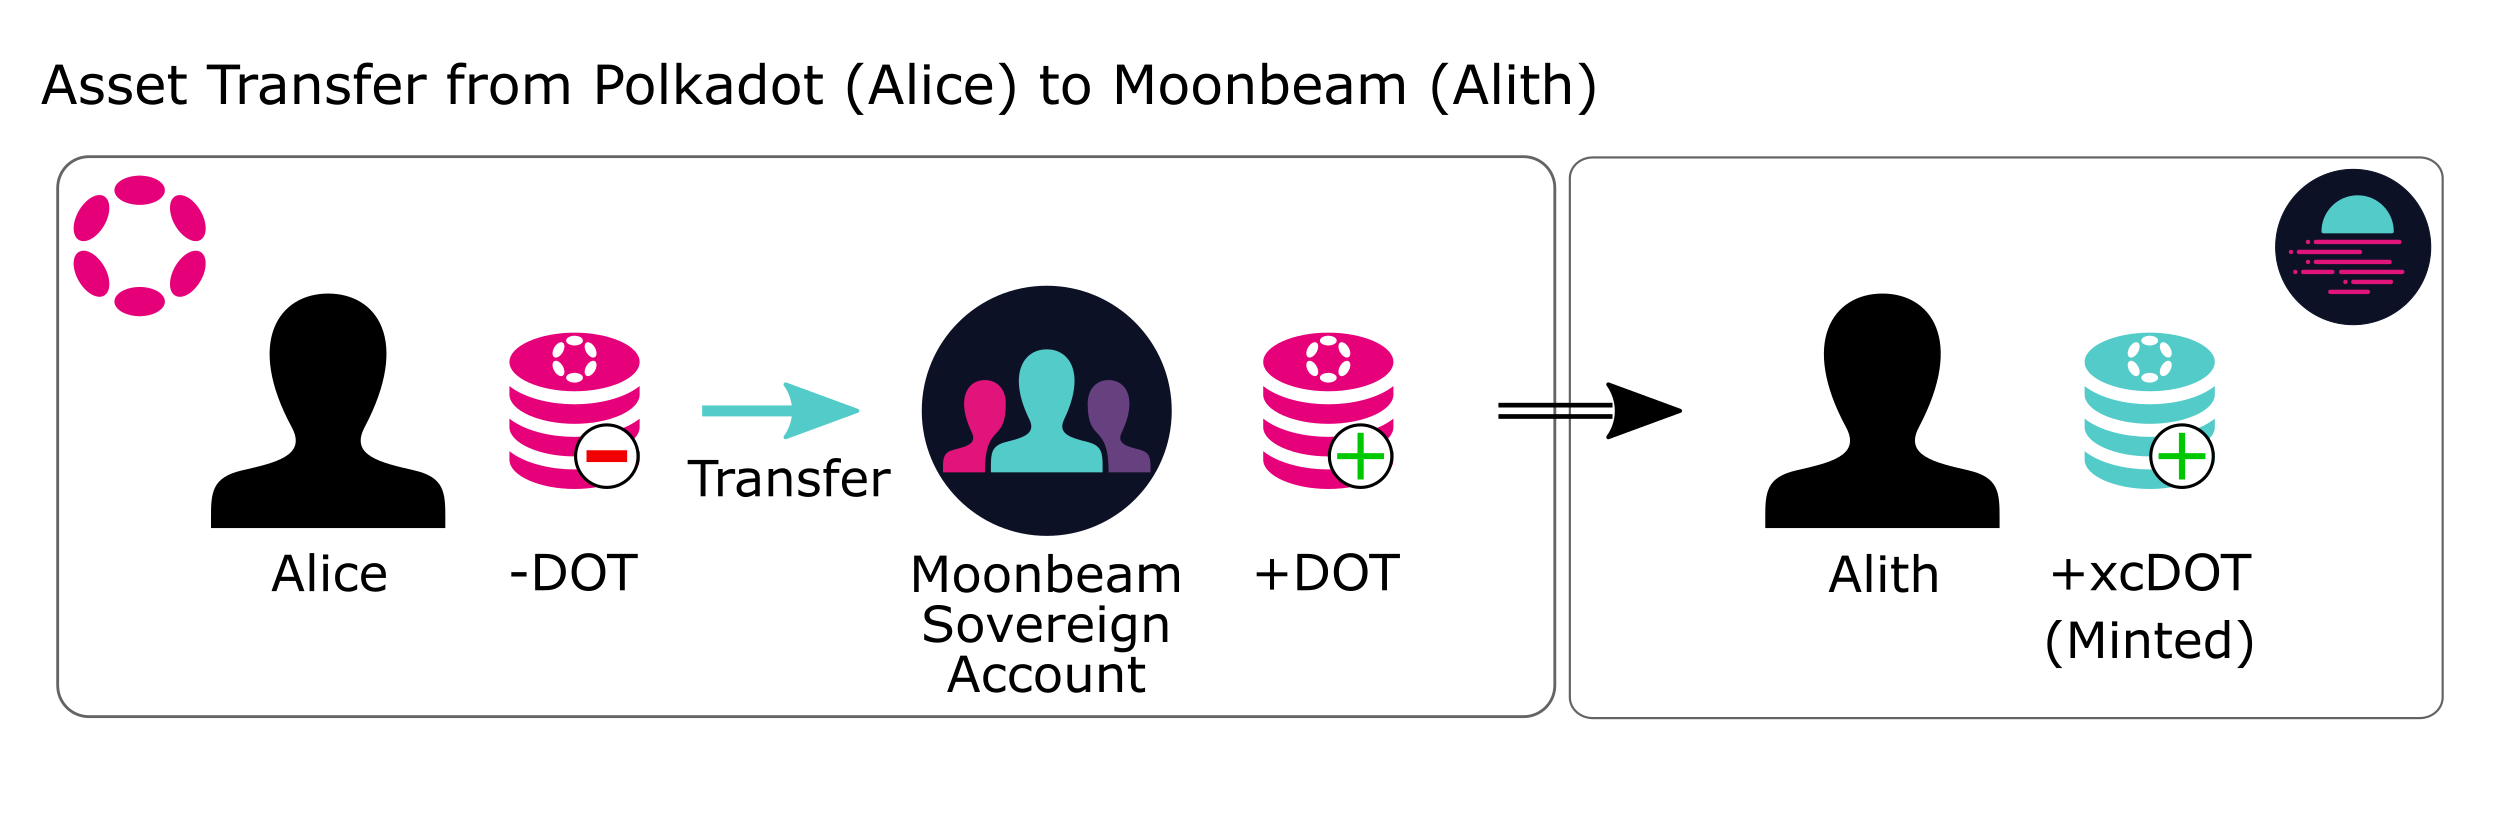 Asset Transfer from Polkadot (Alice) to Moonbeam (Alith)
Transfer
Alice
-DOT
Moonbeam
Sovereign
Account
+DOT
Alith
+xcDOT
(Minted)